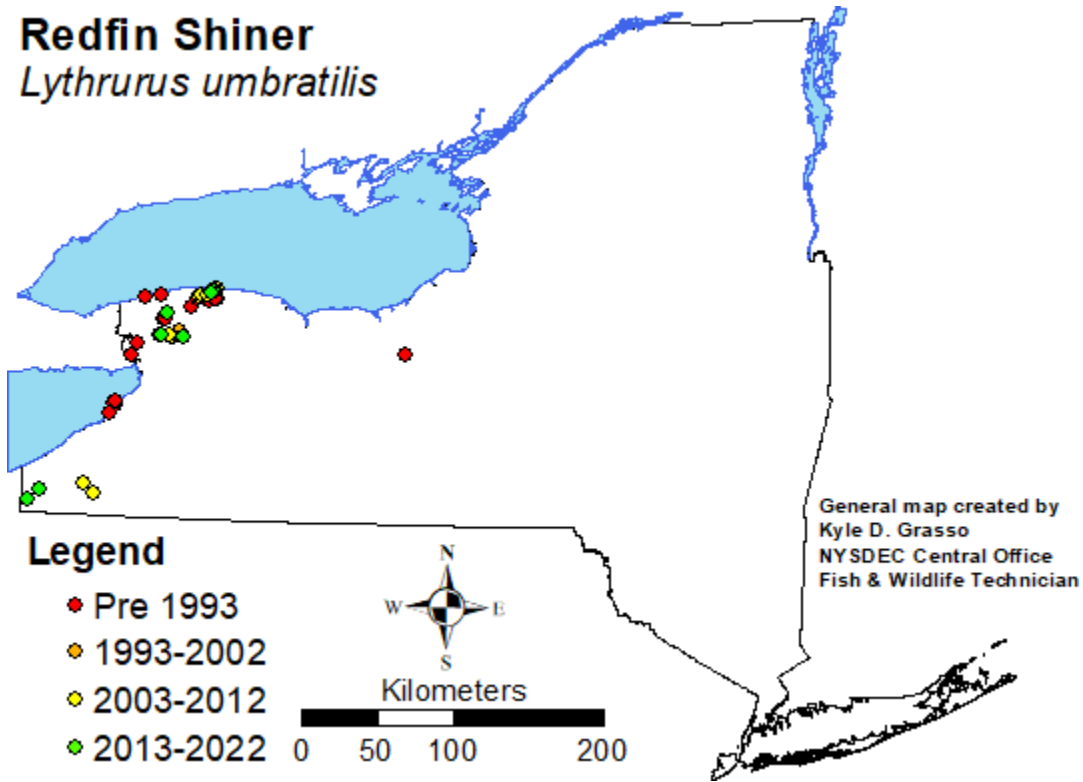 Redfin Shiner
Lythrurus umbratilis
General map created by
Kyle D. Grasso
NYSDEC Central Office
Fish & Wildlife Technician
Legend
Pre 1993
1993-2002
2003-2012
2013-2022
N
W E
S
Kilometers
0 50 100 200